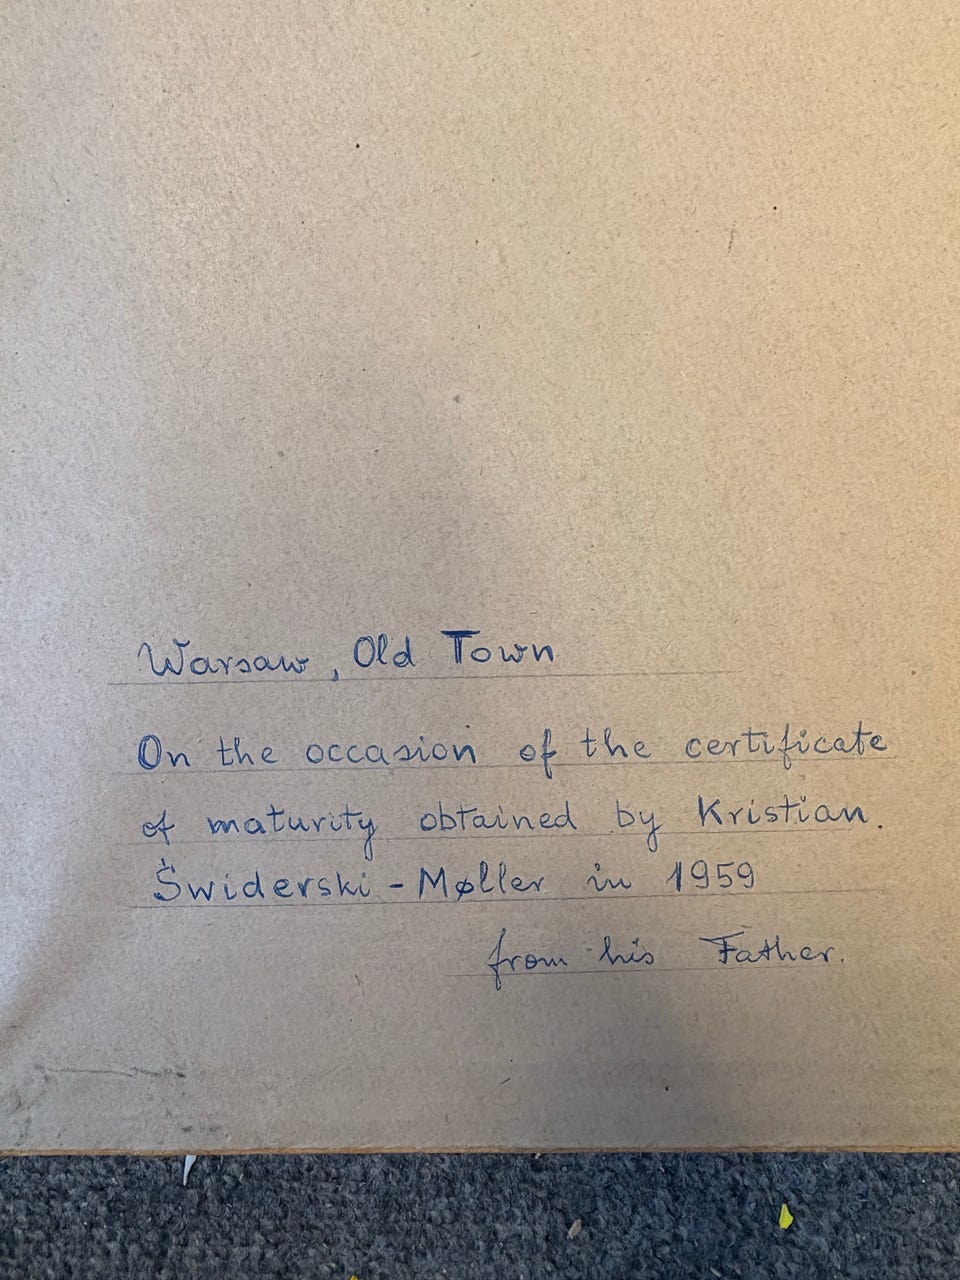 Warsaw, Old Town
On the occasion of the certificate
of maturity obtained by Kristian.
Świderski - Møller in 1959
from his Father.